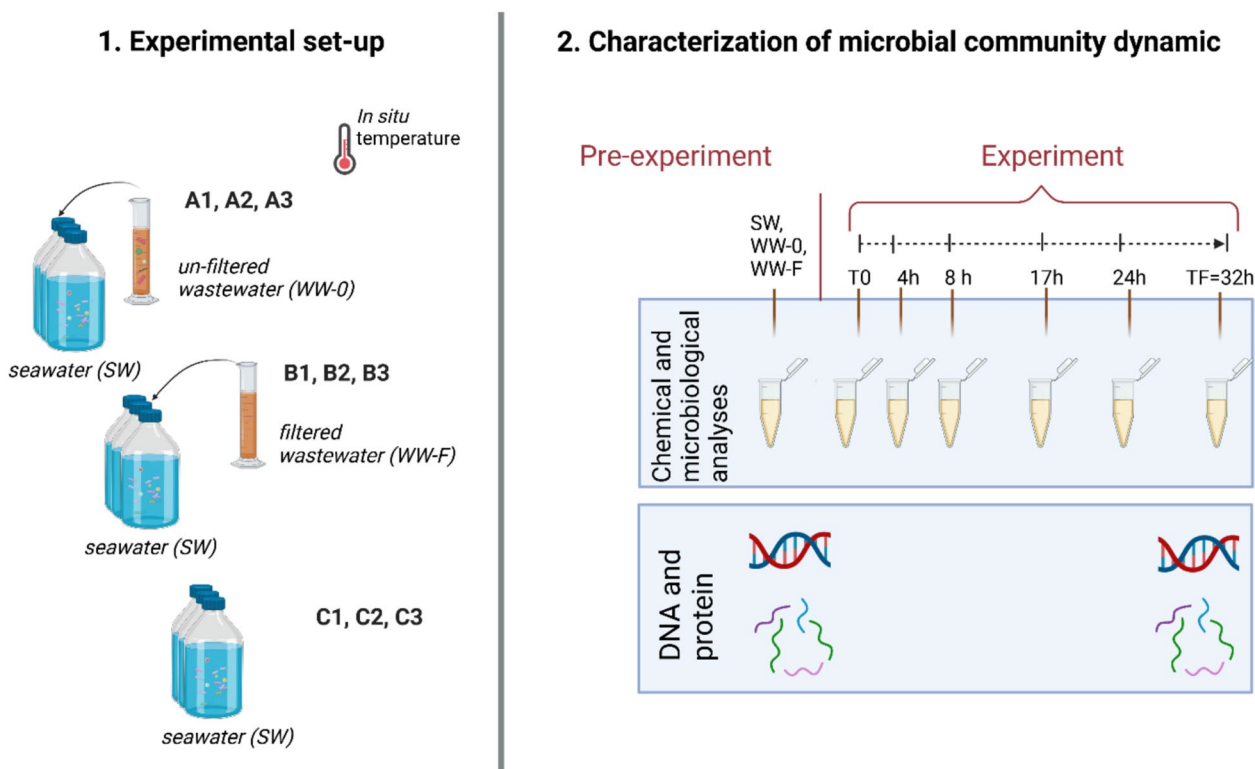 1. Experimental set-up
In situ
temperature
A1, A2, A3
un-filtered
wastewater (WW-0)
seawater (SW)
B1, B2, B3
filtered
wastewater (WW-F)
seawater (SW)
C1, C2, C3
seawater (SW)
2. Characterization of microbial community dynamic
Pre-experiment
Experiment
SW,
WW-0,
WW-F
T0 4h 8 h 17h 24h TF=32h
Chemical and
microbiological
analyses
DNA and
protein